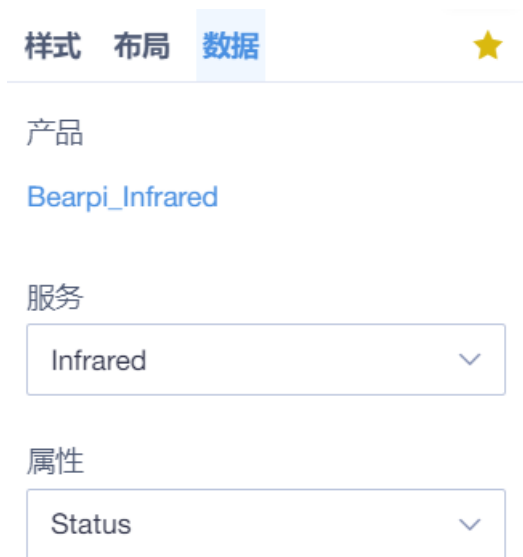 样式 布局 数据
产品
Bearpi_Infrared
服务
Infrared
属性
Status